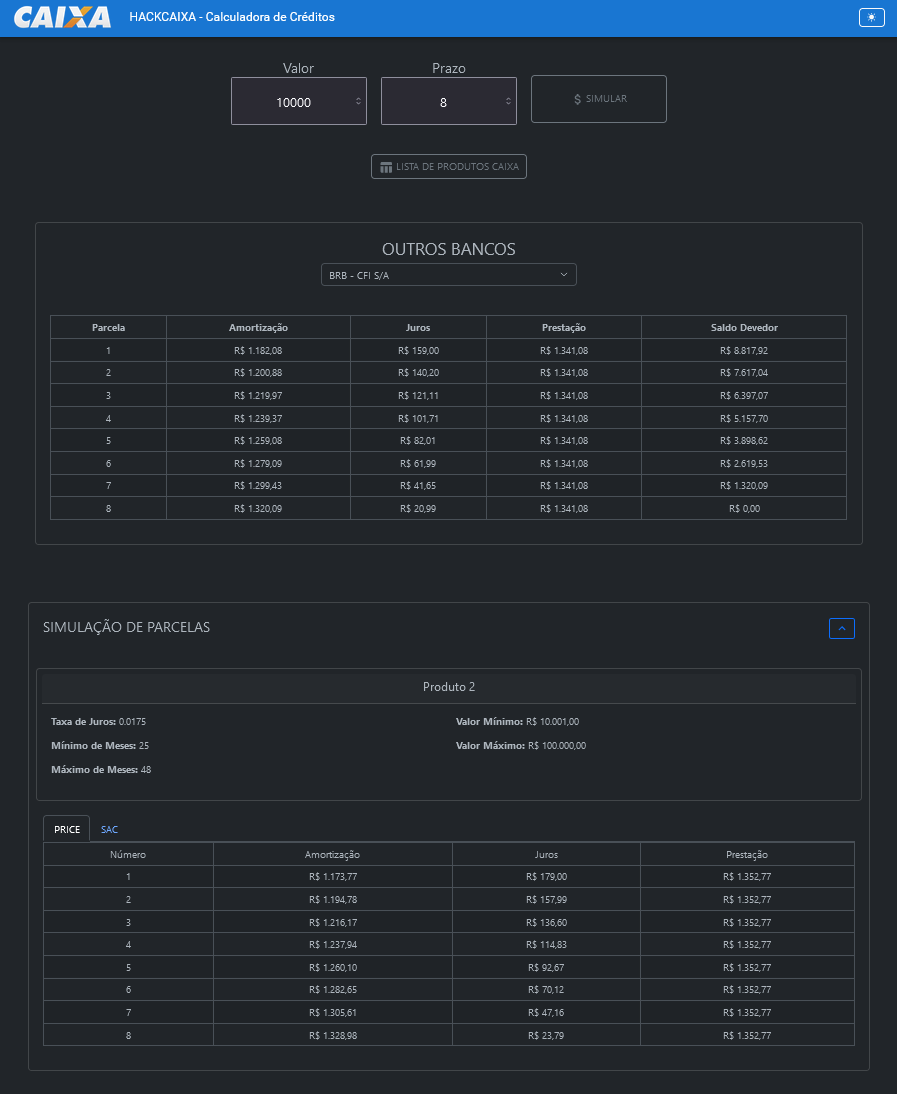 CAIXA HACKCAIXA - Calculadora de Créditos
Valor Prazo
10000 8 $ SIMULAR
LISTA DE PRODUTOS CAIXA
OUTROS BANCOS
BRB - CFI S/A
Parcela Amortização Juros Prestação Saldo Devedor
1 R$ 1.182,08 R$ 159,00 R$ 1.341,08 R$ 8.817,92
2 R$ 1.200,88 R$ 140,20 R$ 1.341,08 R$ 7.617,04
3 R$ 1.219,97 R$ 121,11 R$ 1.341,08 R$ 6.397,07
4 R$ 1.239,37 R$ 101,71 R$ 1.341,08 R$ 5.157,70
5 R$ 1.259,08 R$ 82,01 R$ 1.341,08 R$ 3.898,62
6 R$ 1.279,09 R$ 61,99 R$ 1.341,08 R$ 2.619,53
7 R$ 1.299,43 R$ 41,65 R$ 1.341,08 R$ 1.320,09
8 R$ 1.320,09 R$ 20,99 R$ 1.341,08 R$ 0,00
SIMULAÇÃO DE PARCELAS
Produto 2
Taxa de Juros: 0.0175 Valor Mínimo: R$ 10.001,00
Mínimo de Meses: 25 Valor Máximo: R$ 100.000,00
Máximo de Meses: 48
PRICE SAC
Número Amortização Juros Prestação
1 R$ 1.173,77 R$ 179,00 R$ 1.352,77
2 R$ 1.194,78 R$ 157,99 R$ 1.352,77
3 R$ 1.216,17 R$ 136,60 R$ 1.352,77
4 R$ 1.237,94 R$ 114,83 R$ 1.352,77
5 R$ 1.260,10 R$ 92,67 R$ 1.352,77
6 R$ 1.282,65 R$ 70,12 R$ 1.352,77
7 R$ 1.305,61 R$ 47,16 R$ 1.352,77
8 R$ 1.328,98 R$ 23,79 R$ 1.352,77